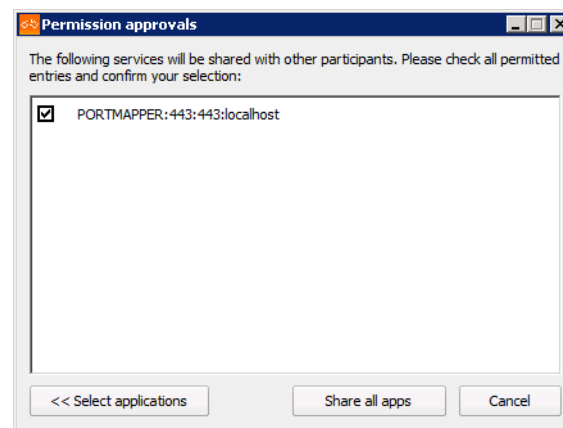 Permission approvals
The following services will be shared with other participants. Please check all permitted
entries and confirm your selection:
PORTMAPPER:443:443:localhost
<< Select applications
Share all apps
Cancel